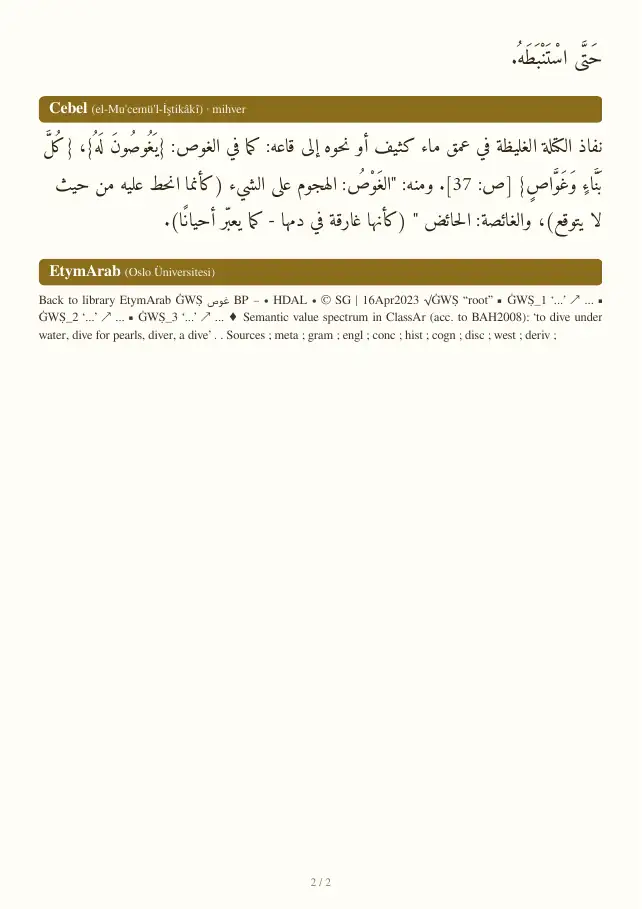 حَتَّى اسْتَنْبَطَهُ.
Cebel (el-Mu'cemü'l-İştikâkî) · mihver
نفاذ الكتلة الغليظة في عمق ماء كثيف أو نحوه إلى قاعه: كما في الغوص: {يَغُوصُونَ لَهُ}، {كُلَّ
بَنَّاءٍ وَغَوَّاصٍ} [ص: 37]. ومنه: "الغَوْصُ: الهجوم على الشيء (كأنما انحط عليه من حيث
لا يتوقع)، والغائصة: الحائض " (كأنها غارقة في دمها - كما يعبّر أحيانًا).
EtymArab (Oslo Üniversitesi)
Back to library EtymArab ĠWṢ غوص BP – • HDAL • © SG | 16Apr2023 √ĠWṢ “root” ▪ ĠWṢ_1 ‘...’ ↗ ... ▪
ĠWṢ_2 ‘...’ ↗ ... ▪ ĠWṢ_3 ‘...’ ↗ ... ♦ Semantic value spectrum in ClassAr (acc. to BAH2008): ‘to dive under
water, dive for pearls, diver, a dive’ . . Sources ; meta ; gram ; engl ; conc ; hist ; cogn ; disc ; west ; deriv ;
2 / 2